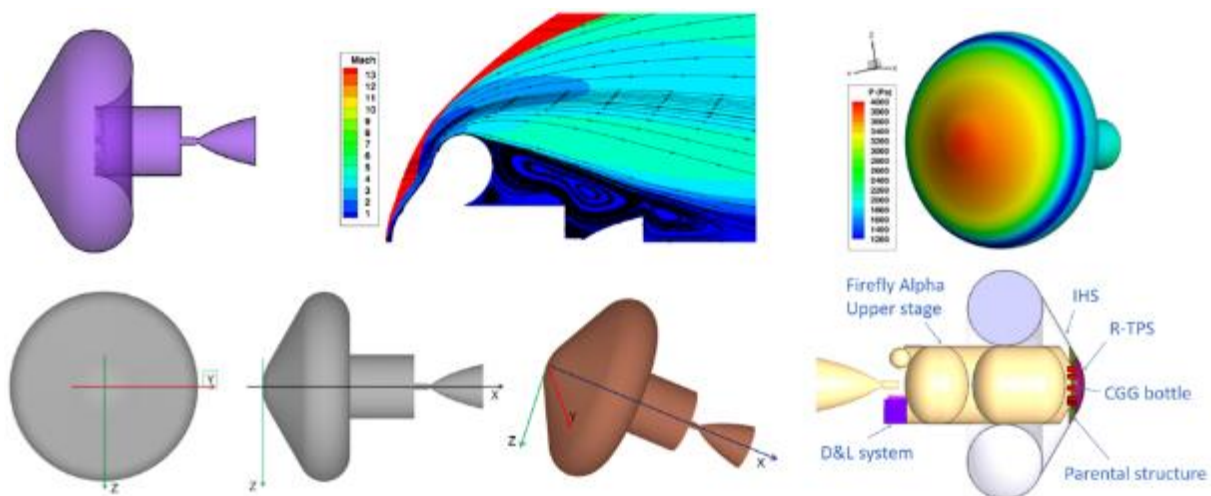 Mach
13
12
11
10
9
8
7
6
5
4
3
2
1
Z
P (Pa)
4000
3800
3600
3400
3200
2800
2600
2400
2200
2000
1800
1600
1400
1200
Y
Z
X
Z
Y
Z
X
Firefly Alpha
Upper stage
IHS
R-TPS
CGG bottle
D&L system
Parental structure